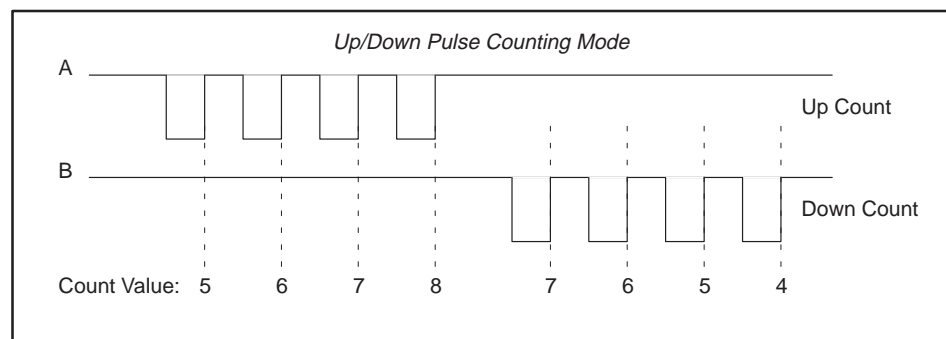 Up/Down Pulse Counting Mode
A
Up Count
B
Down Count
Count Value: 5 6 7 8 7 6 5 4